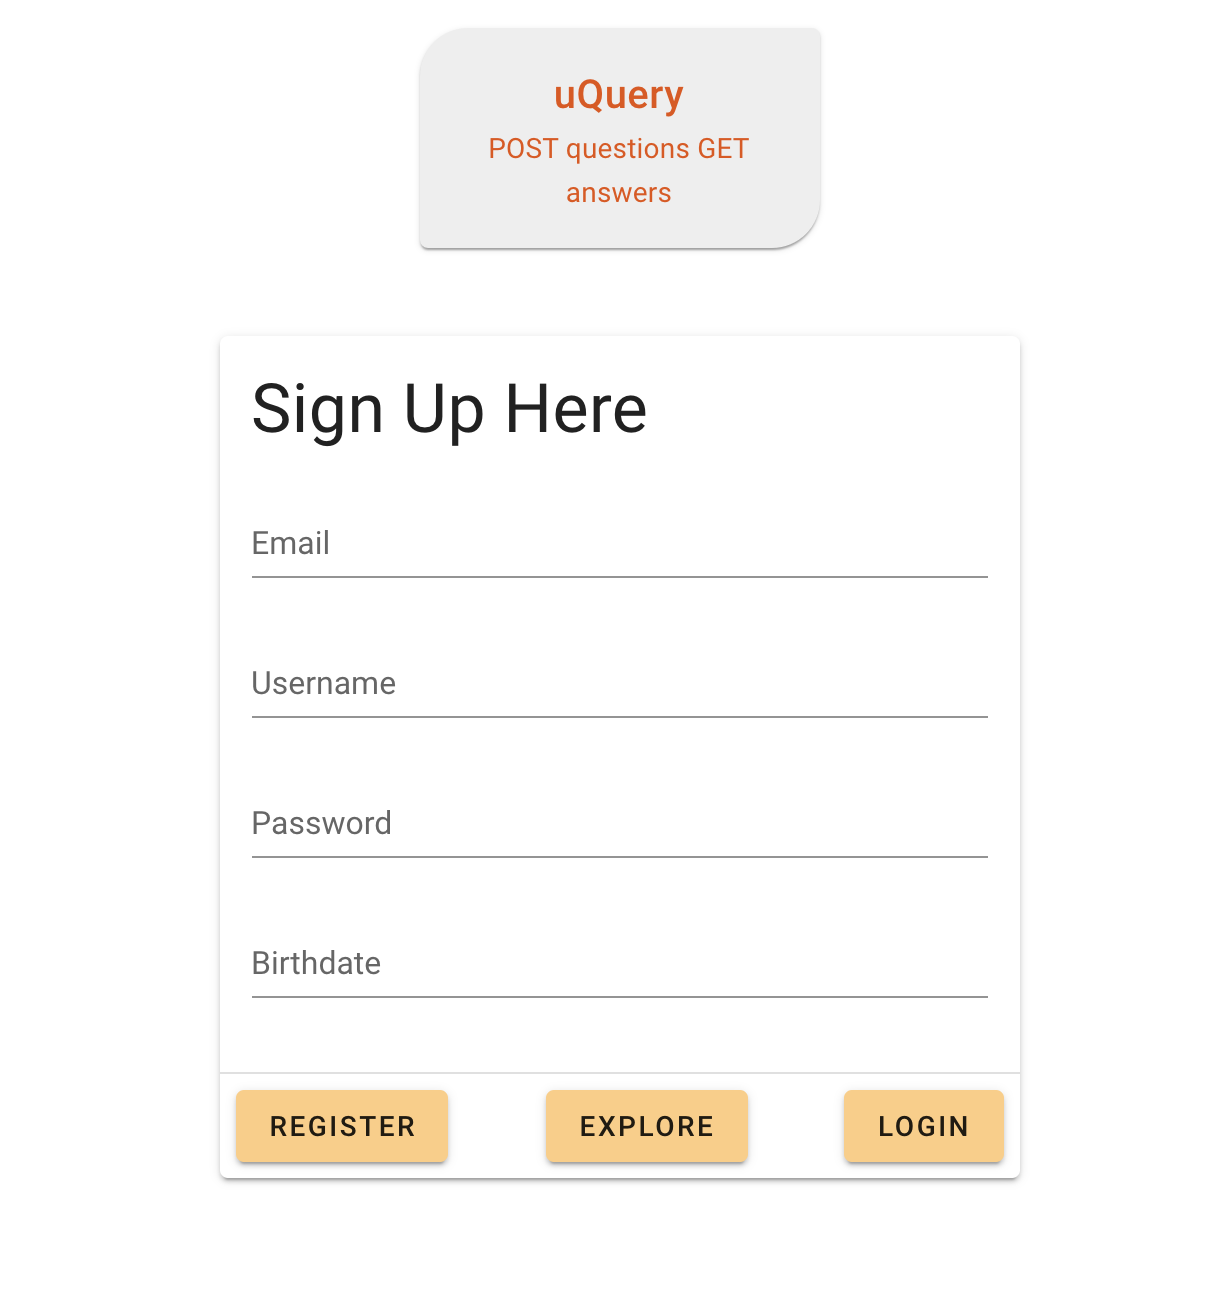 uQuery
POST questions GET
answers
Sign Up Here
Email
Username
Password
Birthdate
REGISTER
EXPLORE
LOGIN